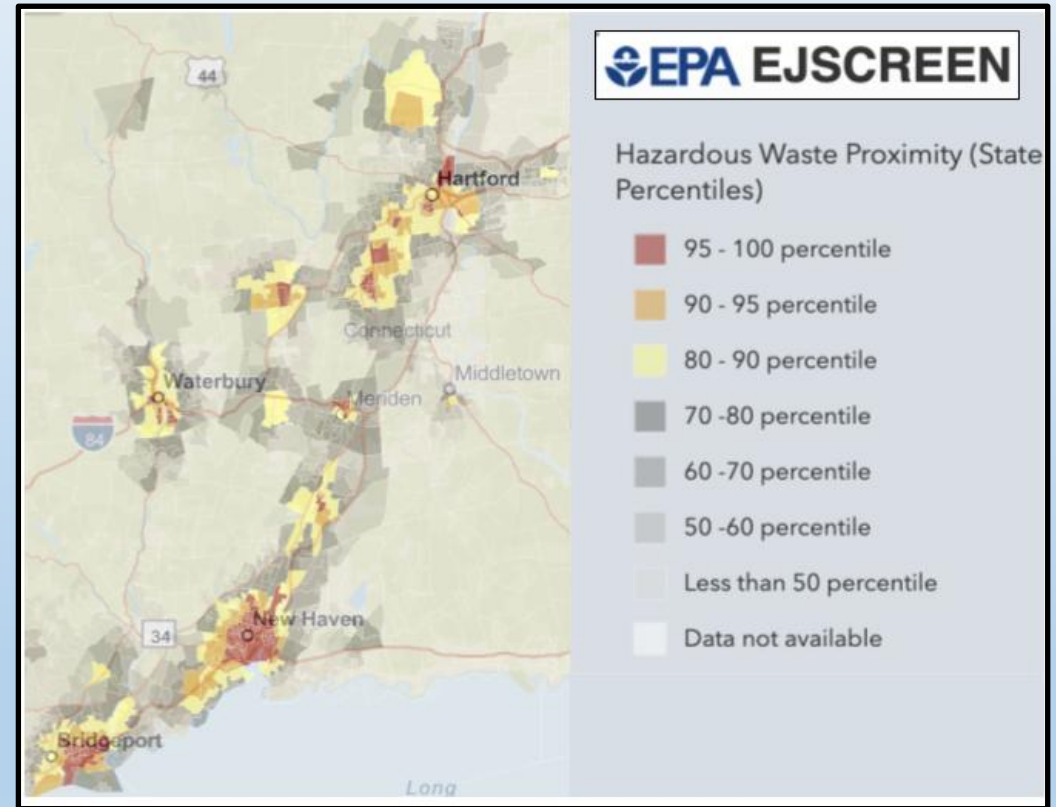 EPA EJSCREEN
Hazardous Waste Proximity (State
Percentiles)
95 - 100 percentile
90 - 95 percentile
80 - 90 percentile
70 -80 percentile
60 -70 percentile
50 -60 percentile
Less than 50 percentile
Data not available
44
Hartford
Connecticut
Waterbury
Middletown
Meriden
84
New Haven
34
Bridgeport
Long